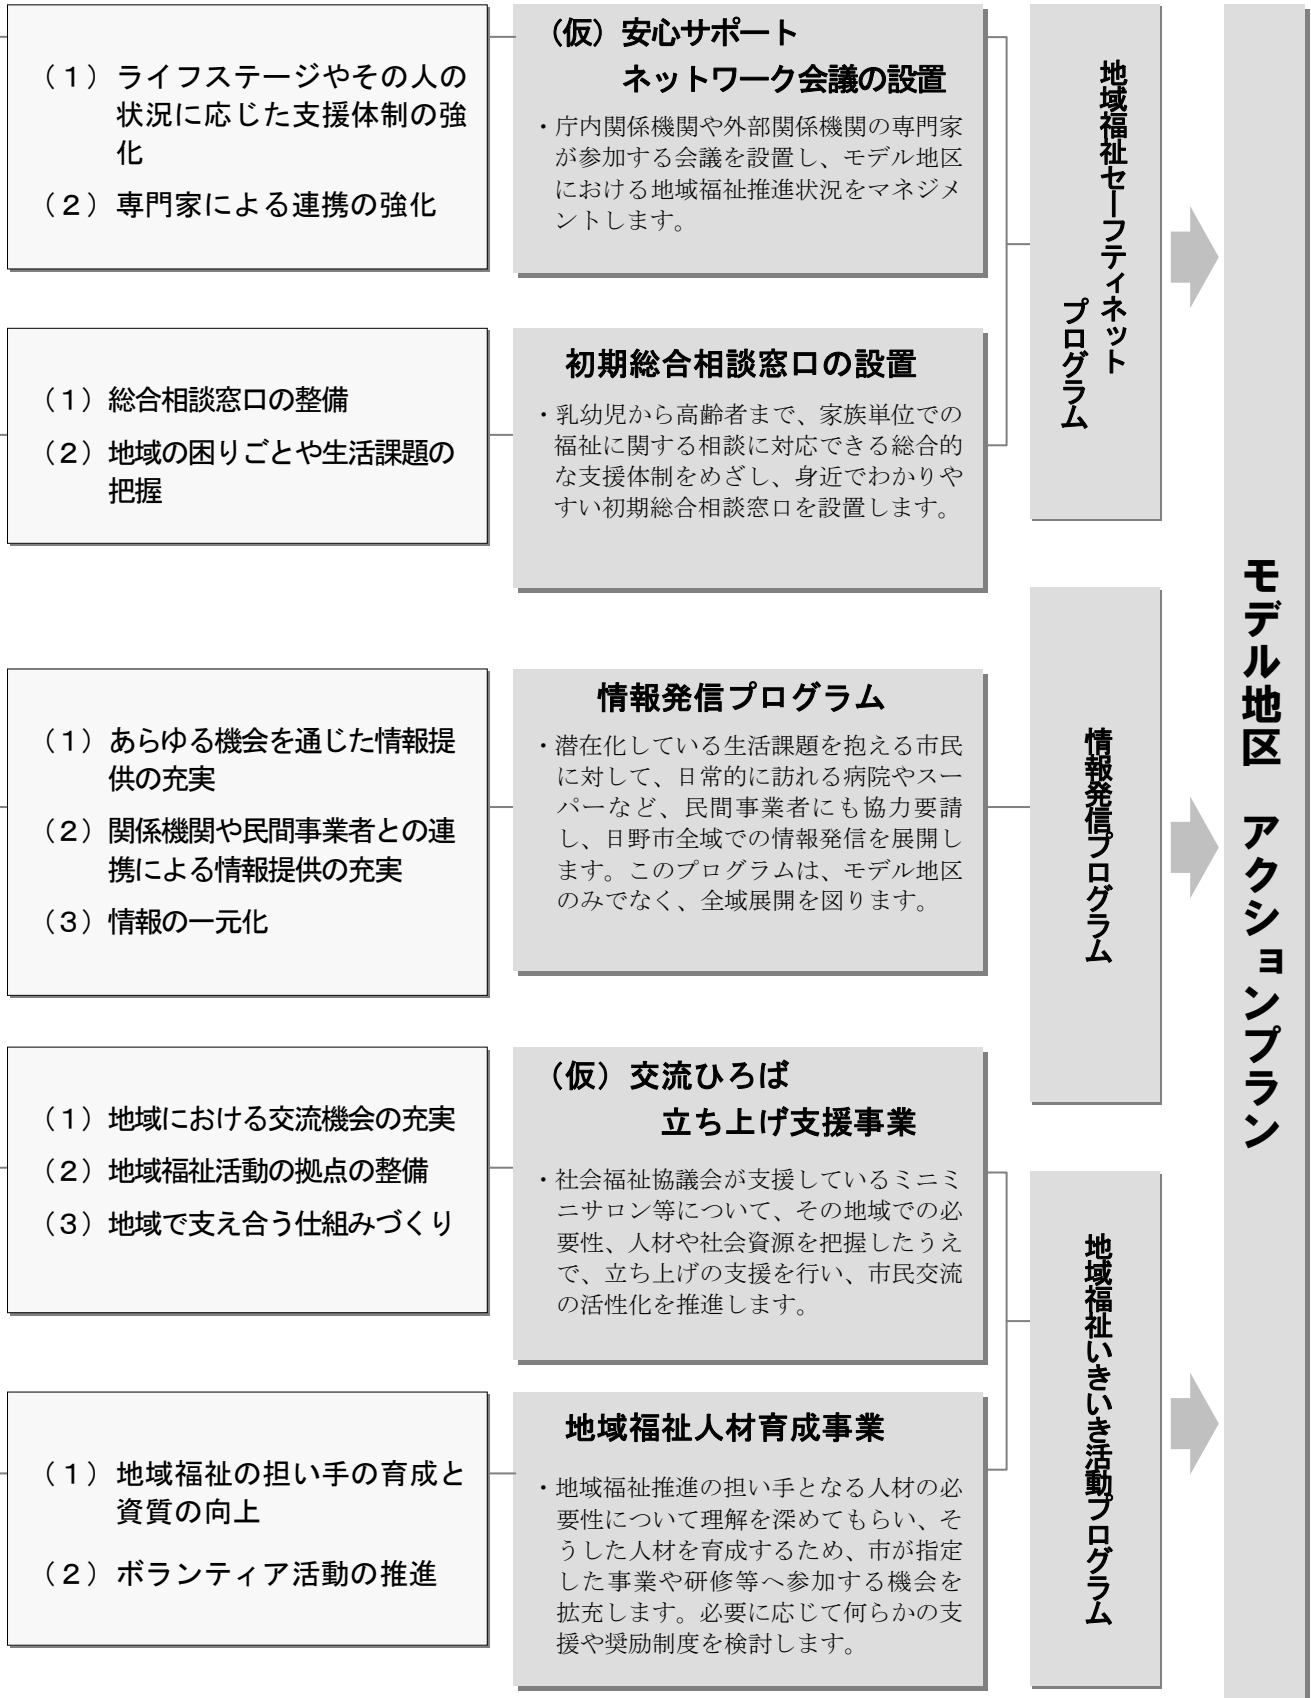 （１）ライフステージやその人の
状況に応じた支援体制の強
化
（２）専門家による連携の強化
（仮）安心サポート
ネットワーク会議の設置
・庁内関係機関や外部関係機関の専門家
が参加する会議を設置し、モデル地区
における地域福祉推進状況をマネジメ
ントします。
（１）総合相談窓口の整備
（２）地域の困りごとや生活課題の
把握
初期総合相談窓口の設置
・乳幼児から高齢者まで、家族単位での
福祉に関する相談に対応できる総合的
な支援体制をめざし、身近でわかりや
すい初期総合相談窓口を設置します。
地域福祉セーフティネット
プログラム
（１）あらゆる機会を通じた情報提
供の充実
（２）関係機関や民間事業者との連
携による情報提供の充実
（３）情報の一元化
情報発信プログラム
・潜在化している生活課題を抱える市民
に対して、日常的に訪れる病院やスー
パーなど、民間事業者にも協力要請
し、日野市全域での情報発信を展開し
ます。このプログラムは、モデル地区
のみでなく、全域展開を図ります。
情報発信プログラム
（１）地域における交流機会の充実
（２）地域福祉活動の拠点の整備
（３）地域で支え合う仕組みづくり
（仮）交流ひろば
立ち上げ支援事業
・社会福祉協議会が支援しているミニミ
ニサロン等について、その地域での必
要性、人材や社会資源を把握したうえ
で、立ち上げの支援を行い、市民交流
の活性化を推進します。
（１）地域福祉の担い手の育成と
資質の向上
（２）ボランティア活動の推進
地域福祉人材育成事業
・地域福祉推進の担い手となる人材の必
要性について理解を深めてもらい、そ
うした人材を育成するため、市が指定
した事業や研修等へ参加する機会を
拡充します。必要に応じて何らかの支
援や奨励制度を検討します。
地域福祉いきいき活動プログラム
モデル地区　アクションプラン